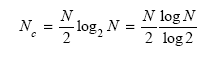 N_c = \frac{N}{2} \log_2 N = \frac{N}{2} \frac{\log N}{\log 2}